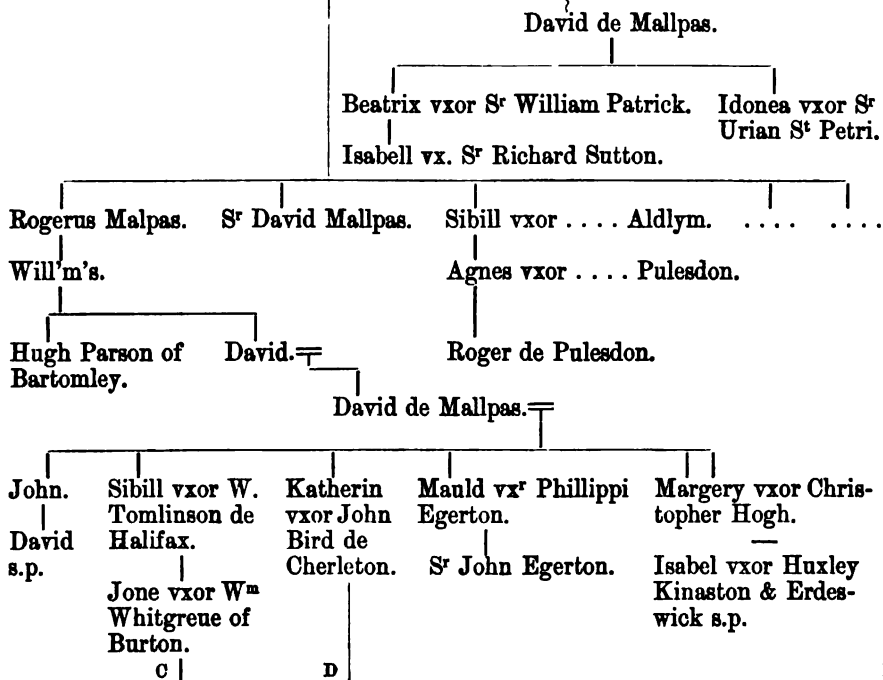 David de Mallpas.
Beatrix vxor Sʳ William Patrick. Idonea vxor Sʳ
Urian Sᵗ Petri.
Isabell vx. Sʳ Richard Sutton.
Rogerus Malpas. Sʳ David Mallpas. Sibill vxor . . . . Aldlym. . . . . . . . .
Will'm's. Agnes vxor . . . . Pulesdon.
Hugh Parson of
Bartomley.
David. Roger de Pulesdon.
David de Mallpas.
John.
David
s.p.
Sibill vxor W.
Tomlinson de
Halifax.
Jone vxor Wᵐ
Whitgreue of
Burton.
C
Katherin
vxor John
Bird de
Cherleton.
D
Mauld vxʳ Phillippi
Egerton.
Sʳ John Egerton.
Margery vxor Chris-
topher Hogh.
Isabel vxor Huxley
Kinaston & Erdes-
wick s.p.